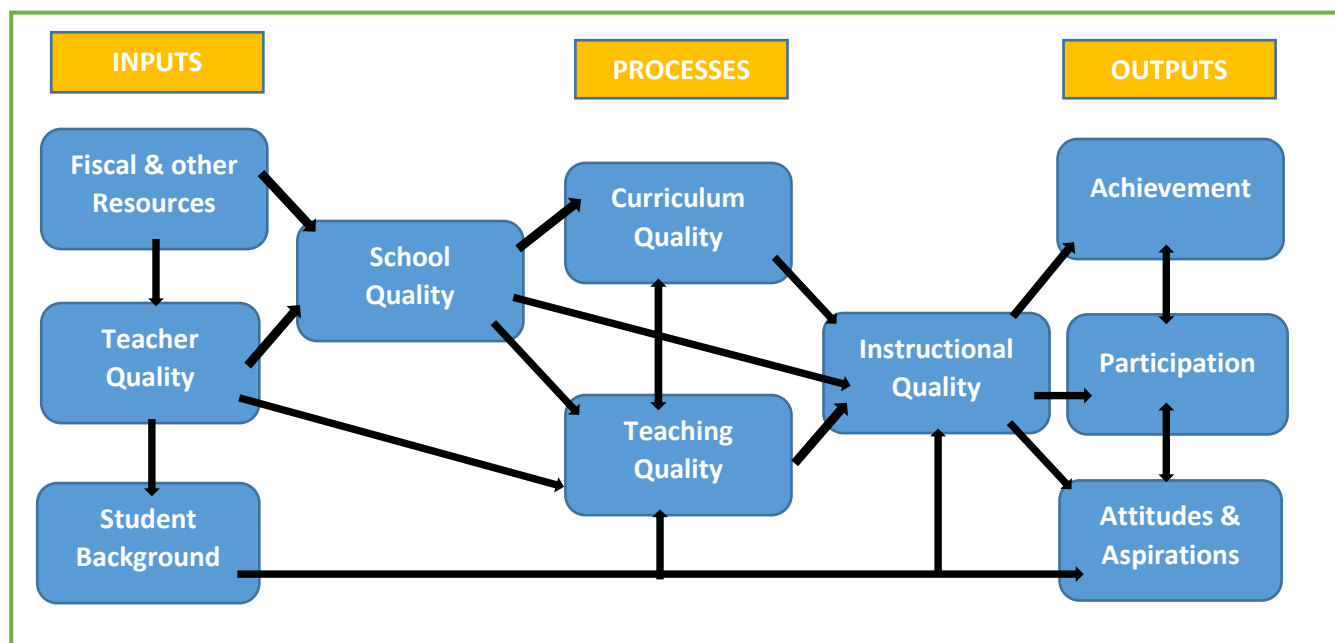 INPUTS
PROCESSES
OUTPUTS
Fiscal & other
Resources
Teacher
Quality
Student
Background
School
Quality
Curriculum
Quality
Teaching
Quality
Instructional
Quality
Achievement
Participation
Attitudes &
Aspirations